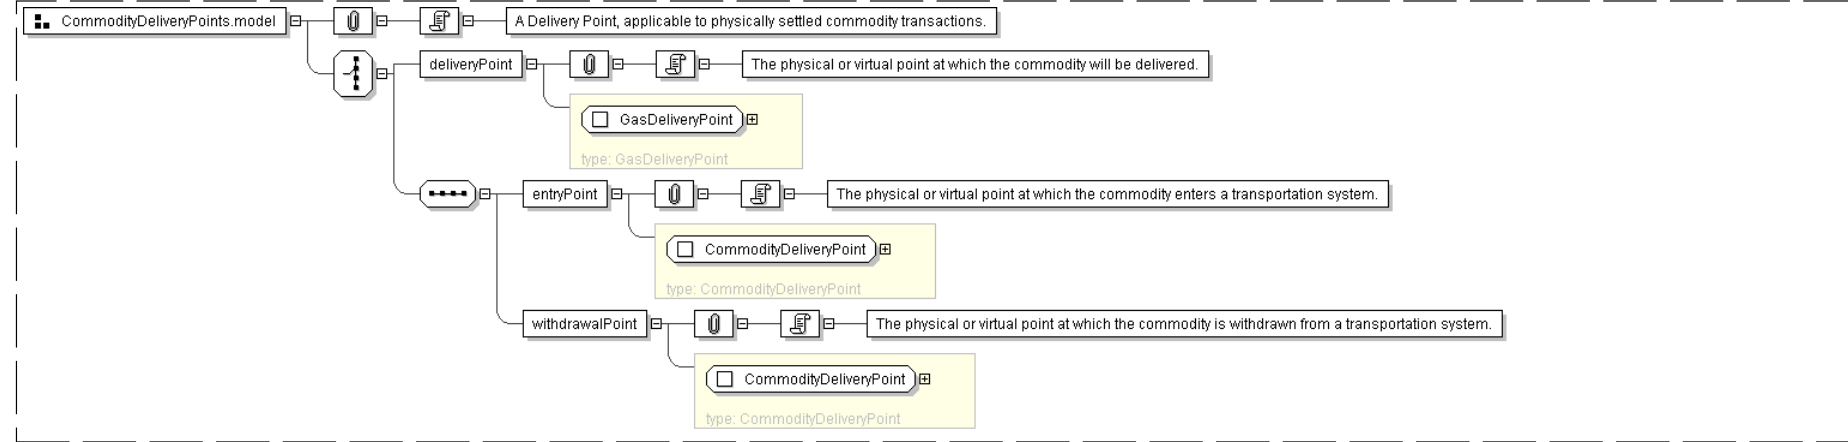 CommodityDeliveryPoints.model
A Delivery Point, applicable to physically settled commodity transactions.
deliveryPoint
The physical or virtual point at which the commodity will be delivered.
GasDeliveryPoint
type: GasDeliveryPoint
entryPoint
The physical or virtual point at which the commodity enters a transportation system.
CommodityDeliveryPoint
type: CommodityDeliveryPoint
withdrawalPoint
The physical or virtual point at which the commodity is withdrawn from a transportation system.
CommodityDeliveryPoint
type: CommodityDeliveryPoint